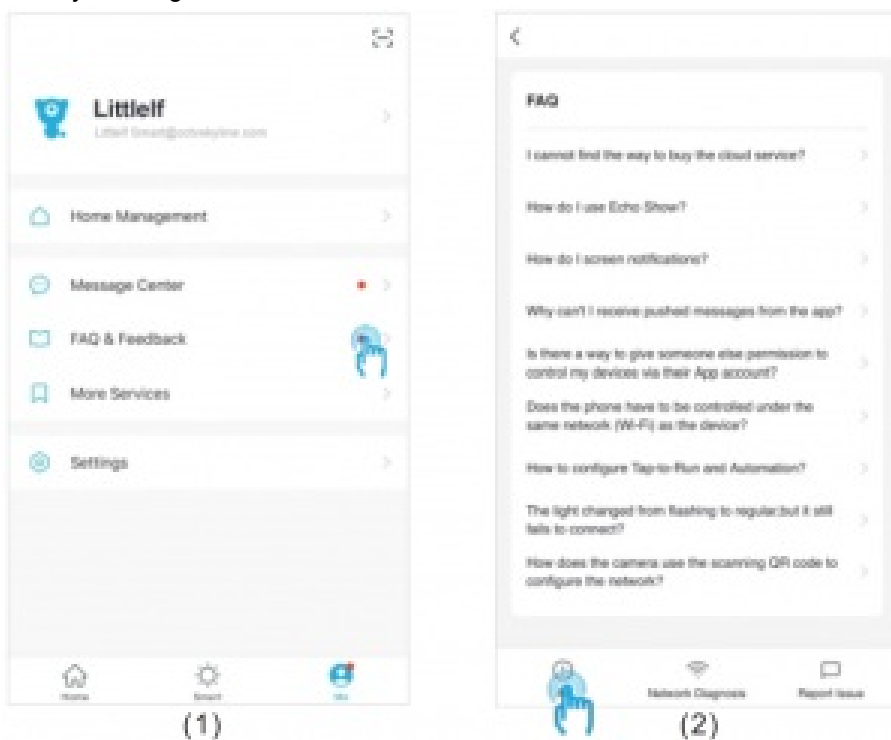 Littlelf
Home Management
Message Center
FAQ & Feedback
More Services
Settings
Home
Smart
Me
(1)
FAQ
I cannot find the way to buy the cloud service?
How do I use Echo Show?
How do I screen notifications?
Why can't I receive pushed messages from the app?
Is there a way to give someone else permission to
control my devices via their App account?
Does the phone have to be controlled under the
same network (Wi-Fi) as the device?
How to configure Tap-to-Run and Automation?
The light changed from flashing to regular,but it still
fails to connect?
How does the camera use the scanning QR code to
configure the network?
Network Diagnosis
Report Issue
(2)